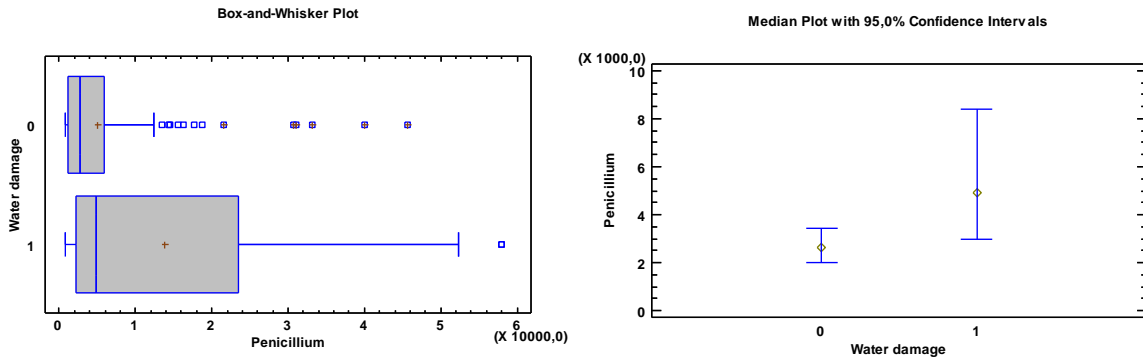 Box-and-Whisker Plot
Water damage
0
1
0 1 2 3 4 5 6
(X 10000,0)
Penicillium
Median Plot with 95,0% Confidence Intervals
(X 1000,0)
10
8
6
4
2
0
Penicillium
0 1
Water damage